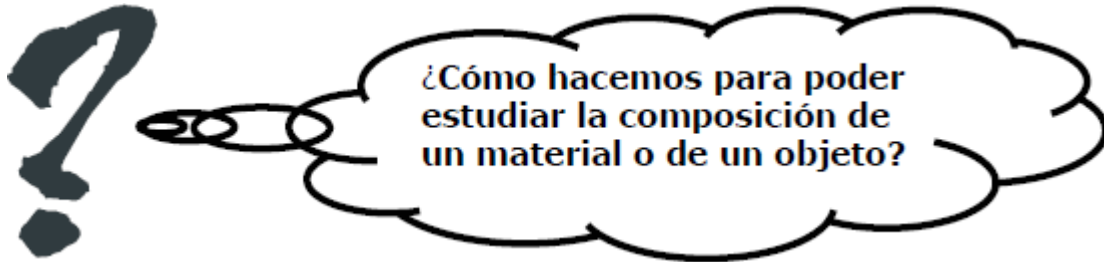 ¿Cómo hacemos para poder
estudiar la composición de
un material o de un objeto?